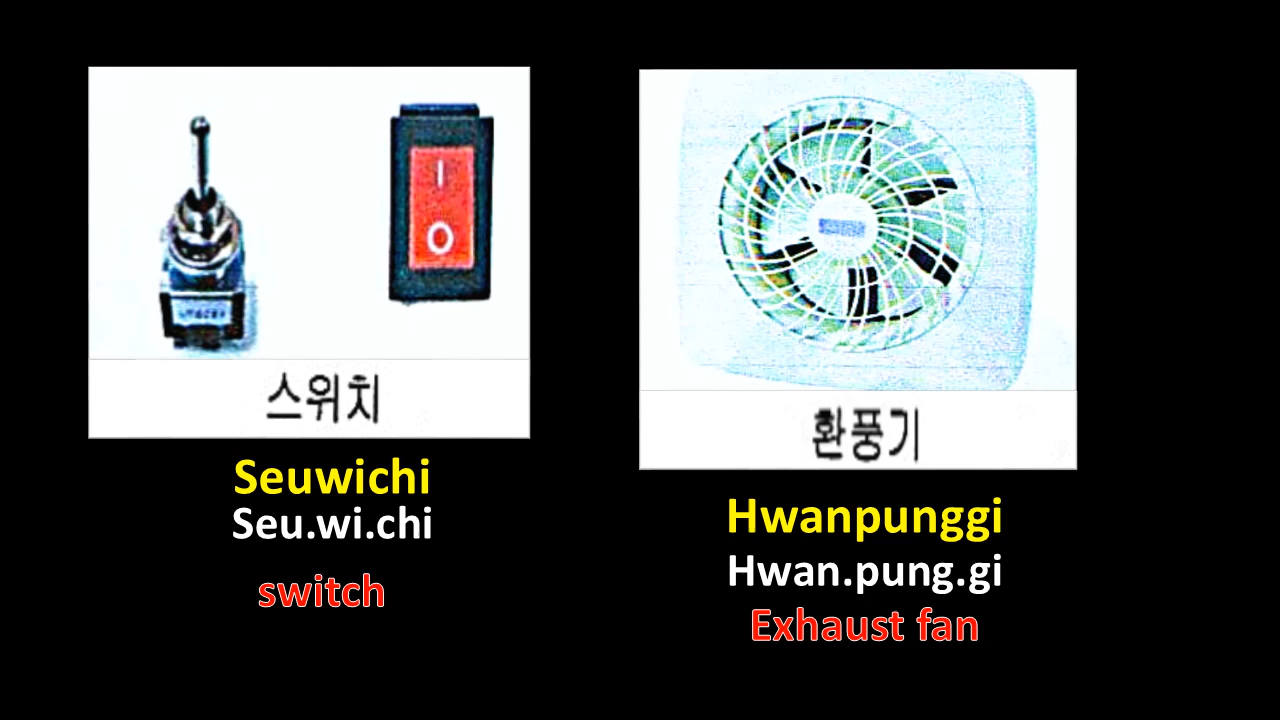 스위치
Seuwichi
Seu.wi.chi
switch
환풍기
Hwanpunggi
Hwan.pung.gi
Exhaust fan